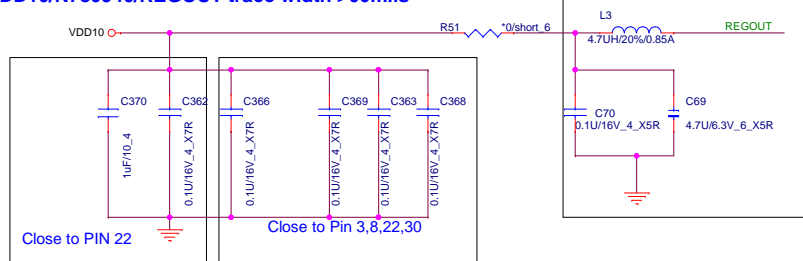 VDD10
R51
*0/short_6
L3
4.7UH/20%/0.85A
REGOUT
C370
1uF/10_4
C362
0.1U/16V_4_X7R
C366
0.1U/16V_4_X7R
C369
0.1U/16V_4_X7R
C363
0.1U/16V_4_X7R
C368
0.1U/16V_4_X7R
C70
0.1U/16V_4_X5R
C69
4.7U/6.3V_6_X5R
Close to PIN 22
Close to Pin 3,8,22,30